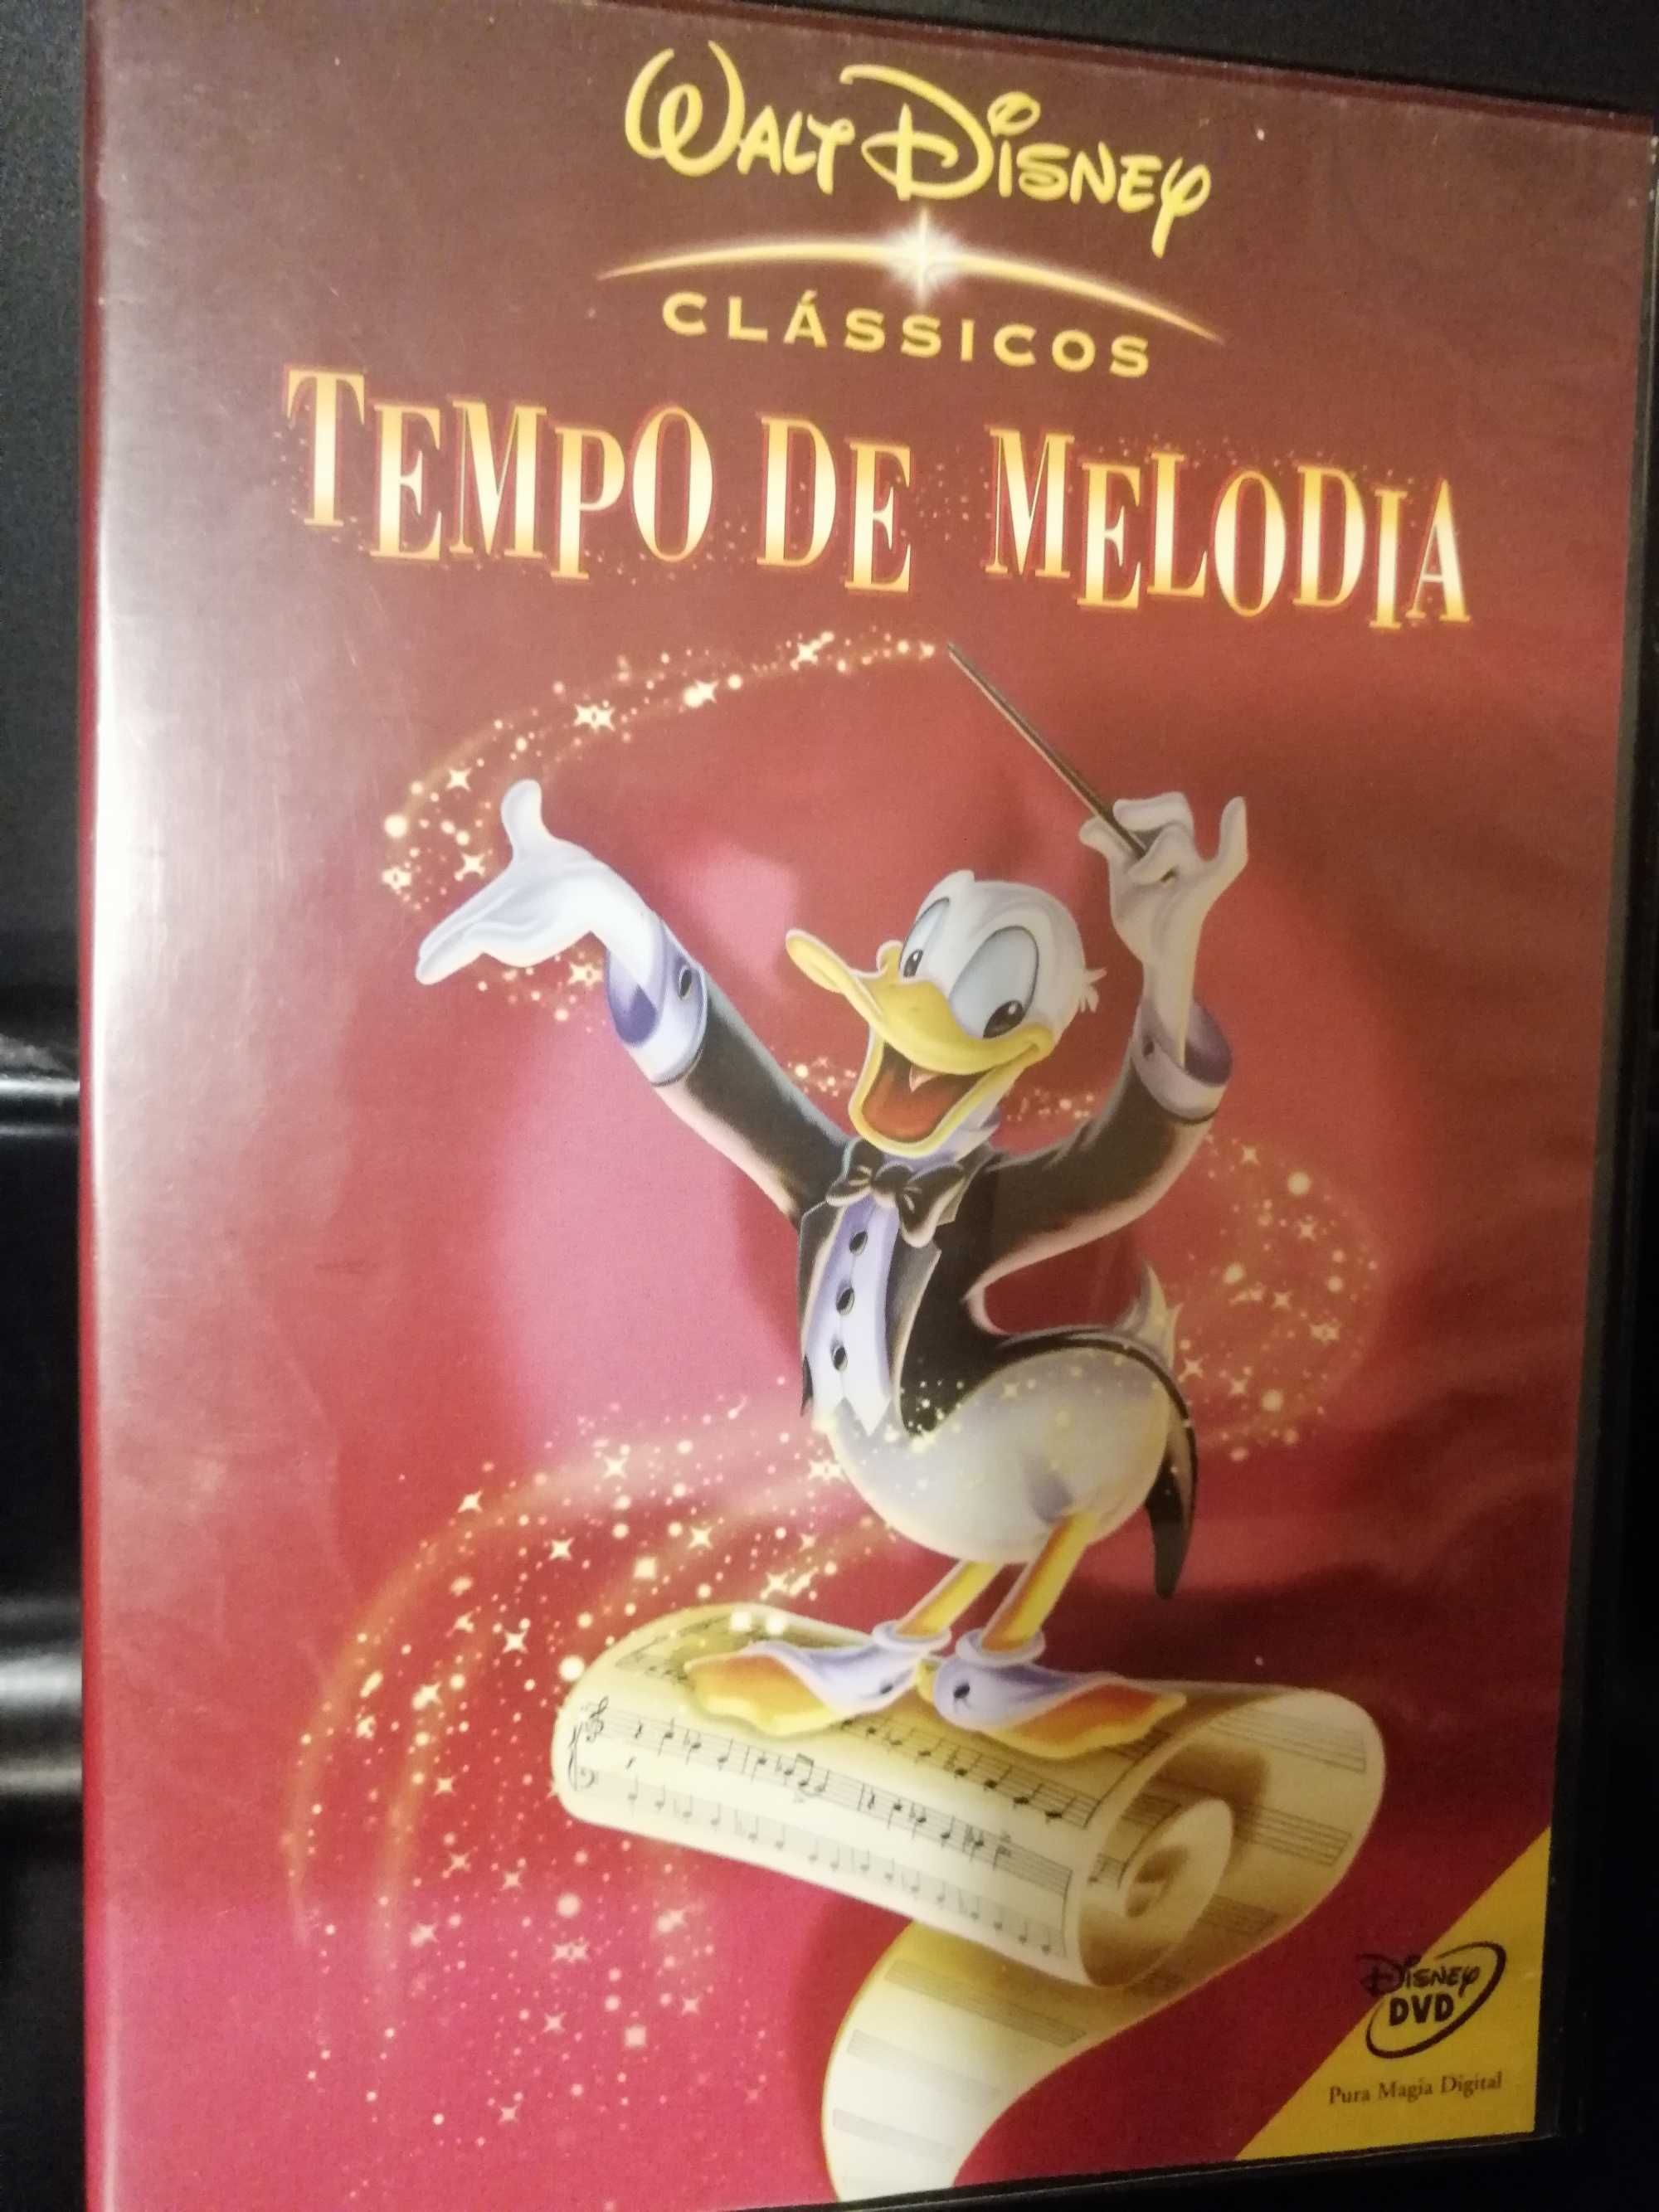 WALT DISNEY
CLÁSSICOS
TEMPO DE MELODIA
DISNEY
DVD
Pura Magia Digital